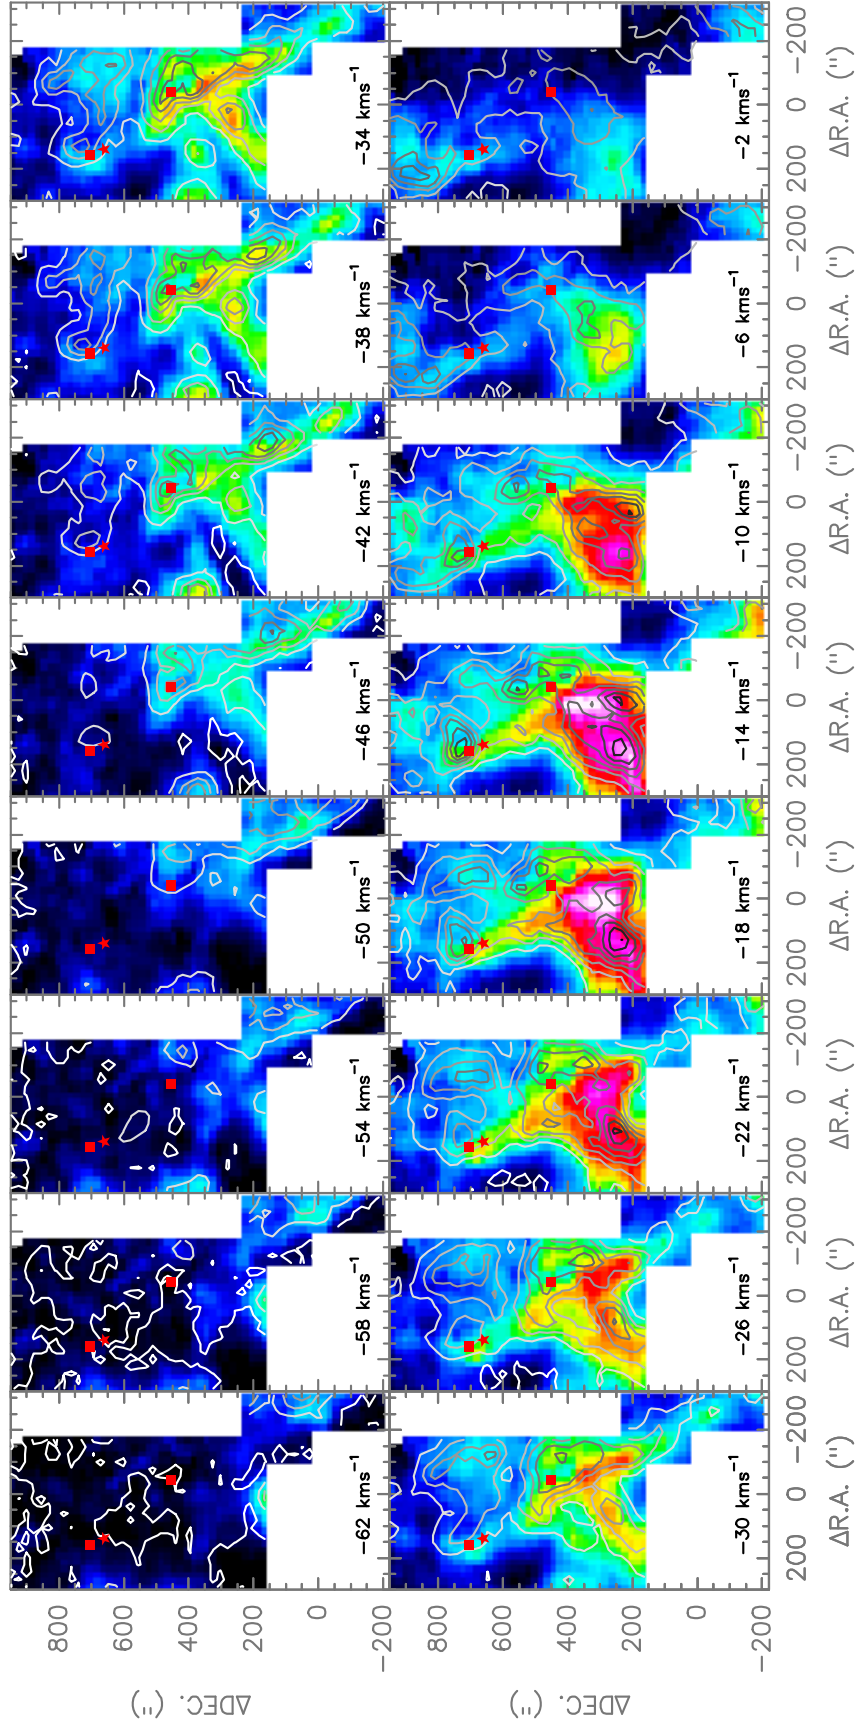 ΔDEC. (")
800
600
400
200
0
−200
−62 kms⁻¹
−58 kms⁻¹
−54 kms⁻¹
−50 kms⁻¹
−46 kms⁻¹
−42 kms⁻¹
−38 kms⁻¹
−34 kms⁻¹
ΔDEC. (")
800
600
400
200
0
−200
−30 kms⁻¹
−26 kms⁻¹
−22 kms⁻¹
−18 kms⁻¹
−14 kms⁻¹
−10 kms⁻¹
−6 kms⁻¹
−2 kms⁻¹
200 0 −200 200 0 −200 200 0 −200 200 0 −200 200 0 −200 200 0 −200 200 0 −200 200 0 −200
ΔR.A. (") ΔR.A. (") ΔR.A. (") ΔR.A. (") ΔR.A. (") ΔR.A. (") ΔR.A. (") ΔR.A. (")